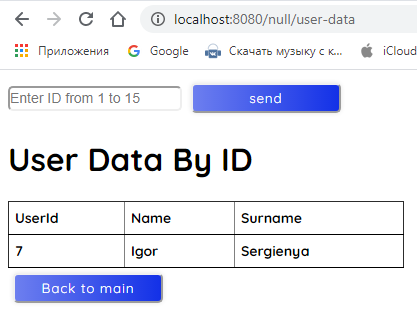 localhost:8080/null/user-data
Приложения Google Скачать музыку с к... iCloud
Enter ID from 1 to 15 send
User Data By ID
UserId Name Surname
7 Igor Sergienya
Back to main